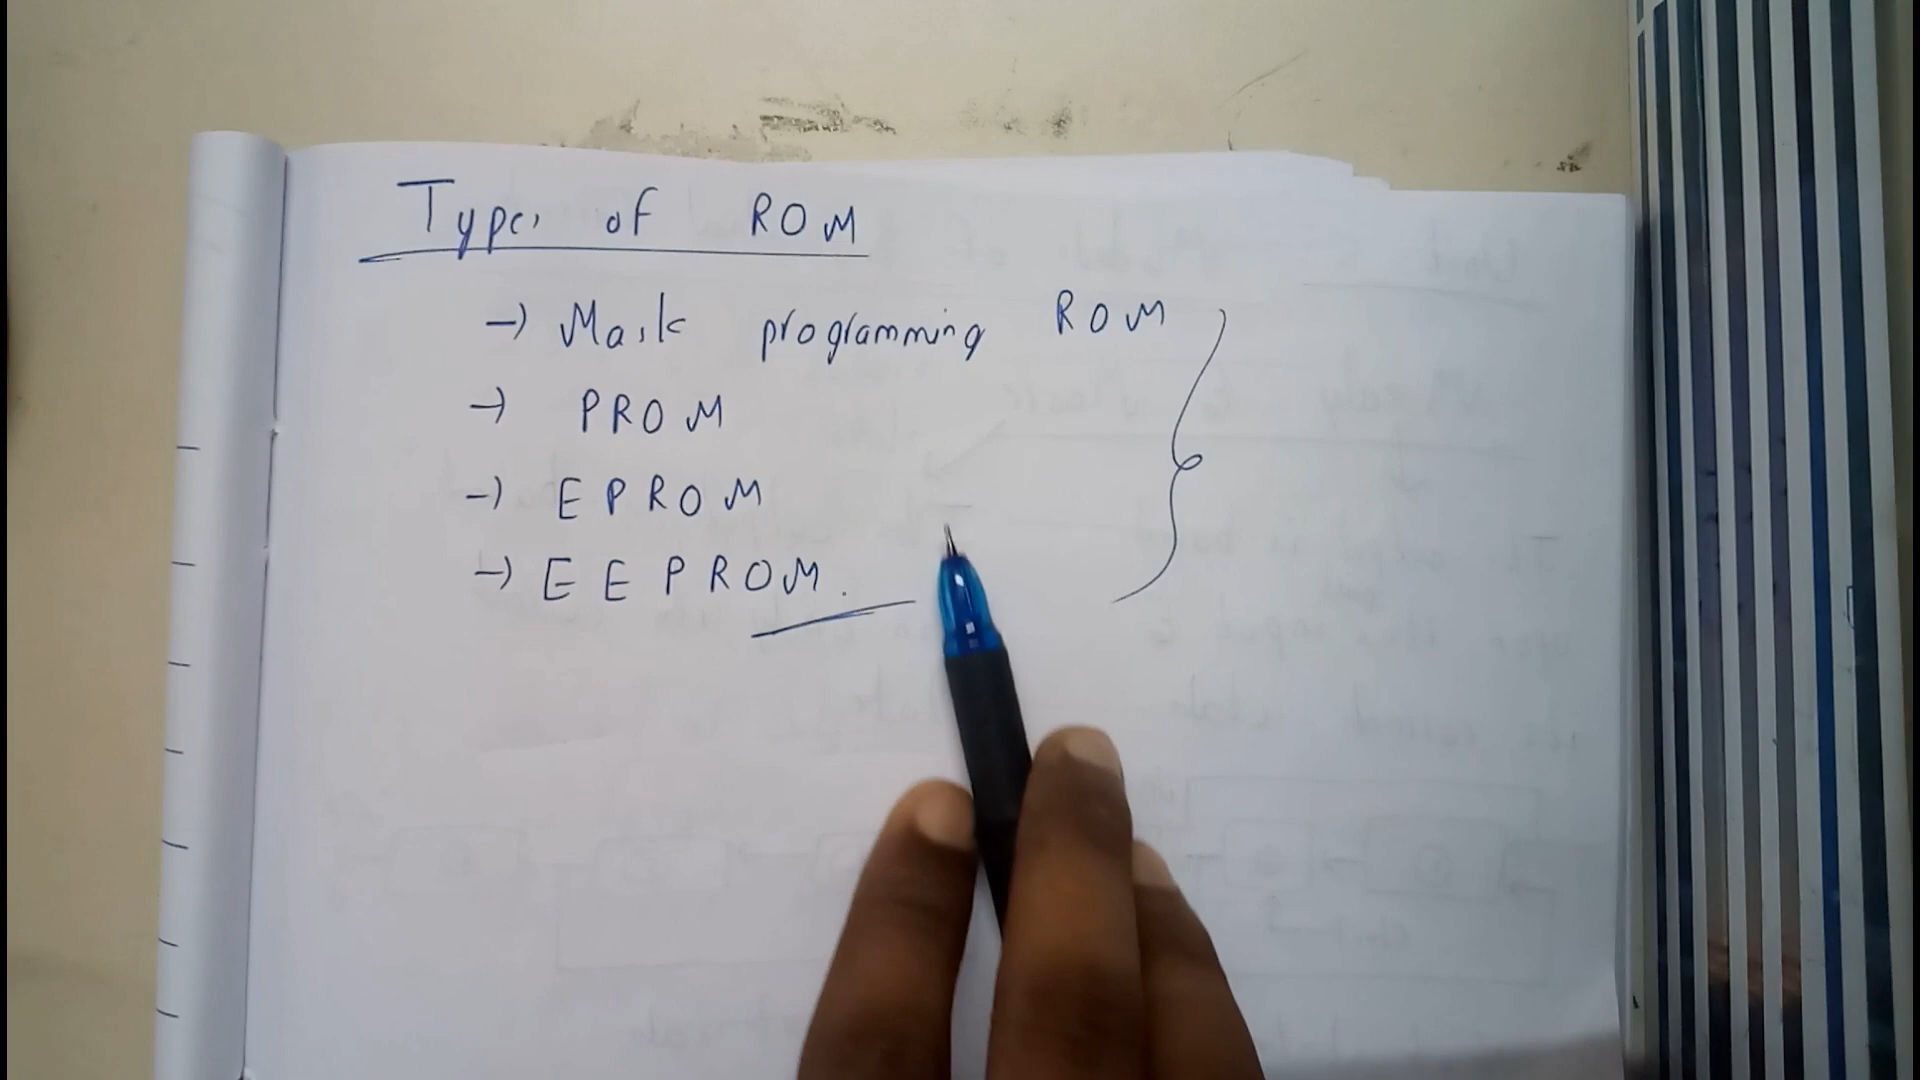 Types of ROM
→ Mask programming ROM
→ PROM
→ EPROM
→ EEPROM.